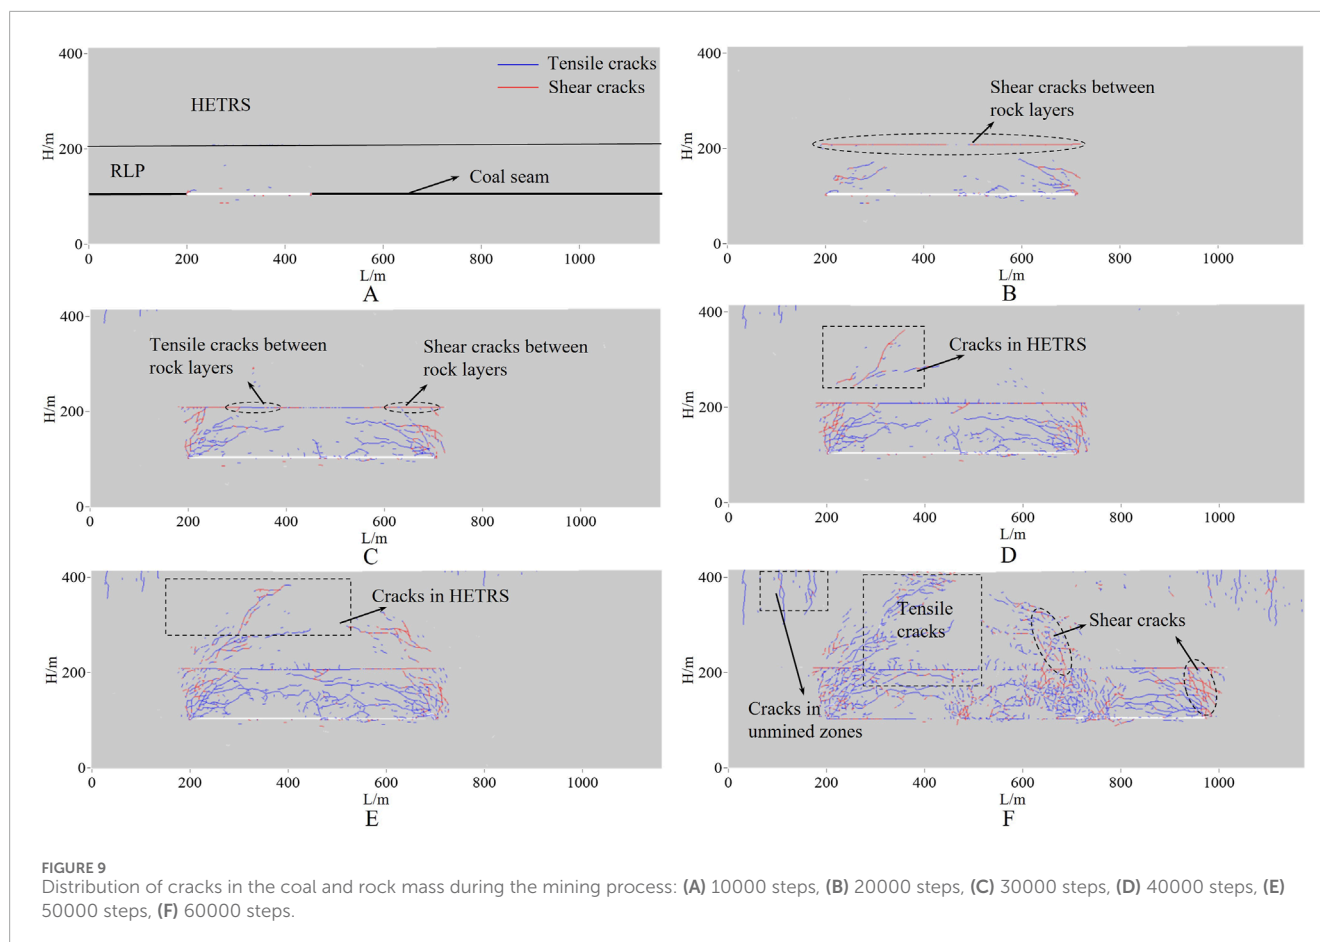 400
Tensile cracks
Shear cracks
HETRS
H/m
200
RLP
Coal seam
0
0 200 400 600 800 1000
L/m
A
400
Shear cracks between
rock layers
H/m
200
0
0 200 400 600 800 1000
L/m
B
400
Tensile cracks between
rock layers
Shear cracks between
rock layers
H/m
200
0
0 200 400 600 800 1000
L/m
C
400
Cracks in HETRS
H/m
200
0
0 200 400 600 800 1000
L/m
D
400
Cracks in HETRS
H/m
200
0
0 200 400 600 800 1000
L/m
E
400
Tensile
cracks
Shear cracks
H/m
200
Cracks in
unmined zones
0
0 200 400 600 800 1000
L/m
F
FIGURE 9
Distribution of cracks in the coal and rock mass during the mining process: (A) 10000 steps, (B) 20000 steps, (C) 30000 steps, (D) 40000 steps, (E)
50000 steps, (F) 60000 steps.